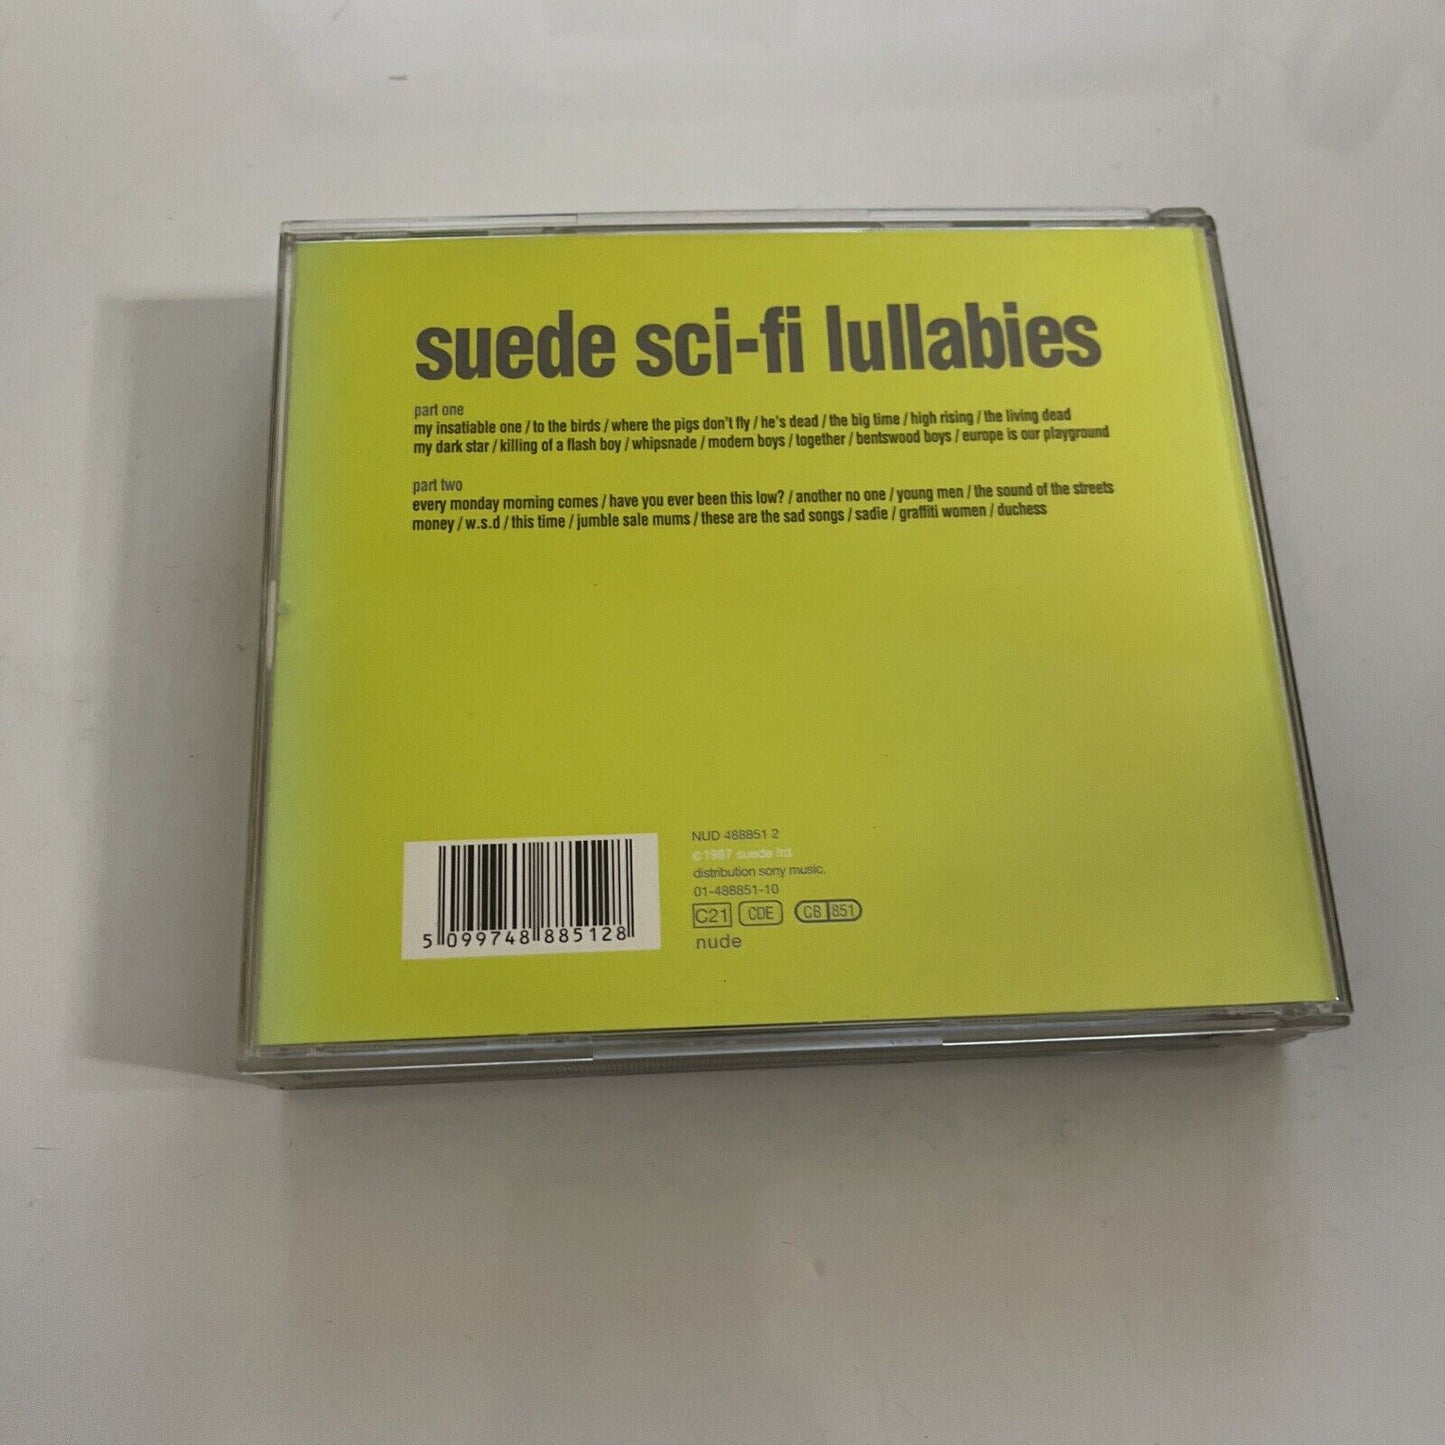 suede sci-fi lullabies
part one
my insatiable one / to the birds / where the pigs don't fly / he's dead / the big time / high rising / the living dead
my dark star / killing of a flash boy / whipsnade / modern boys / together / bentswood boys / europe is our playground
part two
every monday morning comes / have you ever been this low? / another no one / young men / the sound of the streets
money / w.s.d / this time / jumble sale mums / these are the sad songs / sadie / graffiti women / duchess
NUD 488851 2
©1997 suede ltd.
distribution sony music.
01-488851-10
C21 CDE CB 851
nude
5 099748 885128